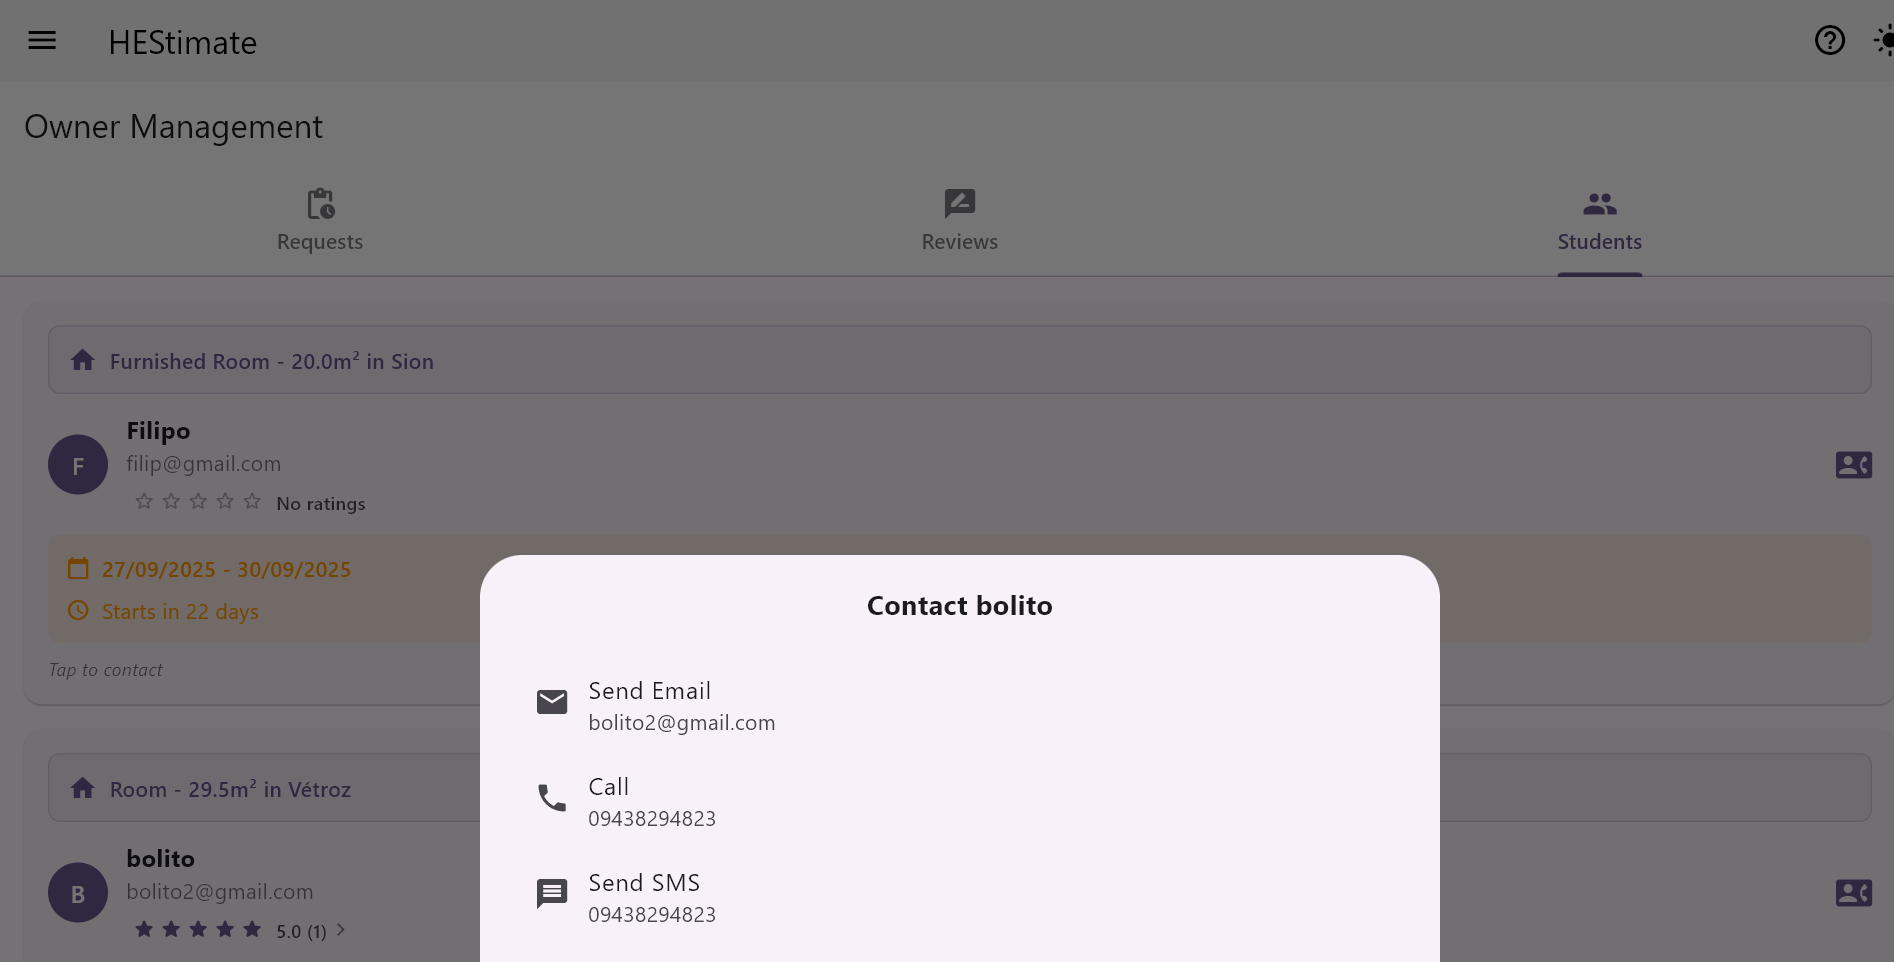 HEStimate
Owner Management
Requests
Reviews
Students
Furnished Room - 20.0m² in Sion
F
Filipo
filip@gmail.com
No ratings
27/09/2025 - 30/09/2025
Starts in 22 days
Tap to contact
Room - 29.5m² in Vétroz
B
bolito
bolito2@gmail.com
5.0 (1)
Contact bolito
Send Email
bolito2@gmail.com
Call
09438294823
Send SMS
09438294823